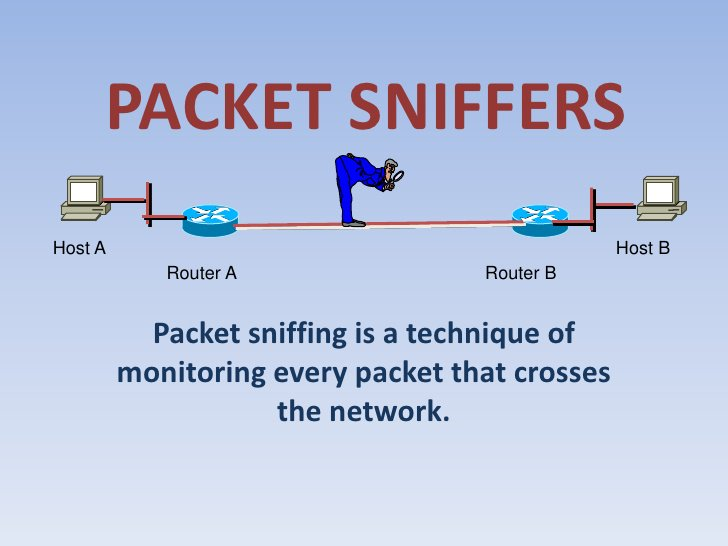 PACKET SNIFFERS
Host A
Host B
Router A
Router B
Packet sniffing is a technique of
monitoring every packet that crosses
the network.